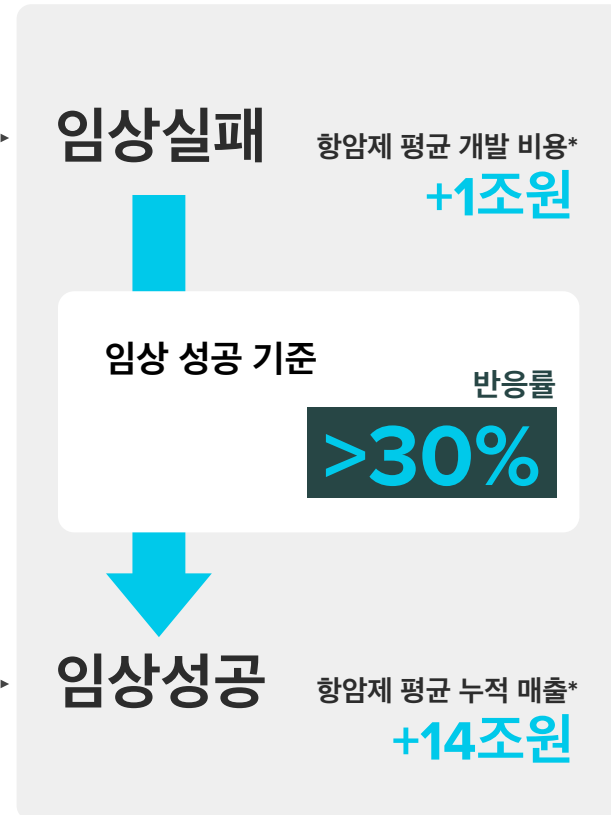 임상실패
항암제 평균 개발 비용*
+1조원
임상 성공 기준
반응률
>30%
임상성공
항암제 평균 누적 매출*
+14조원